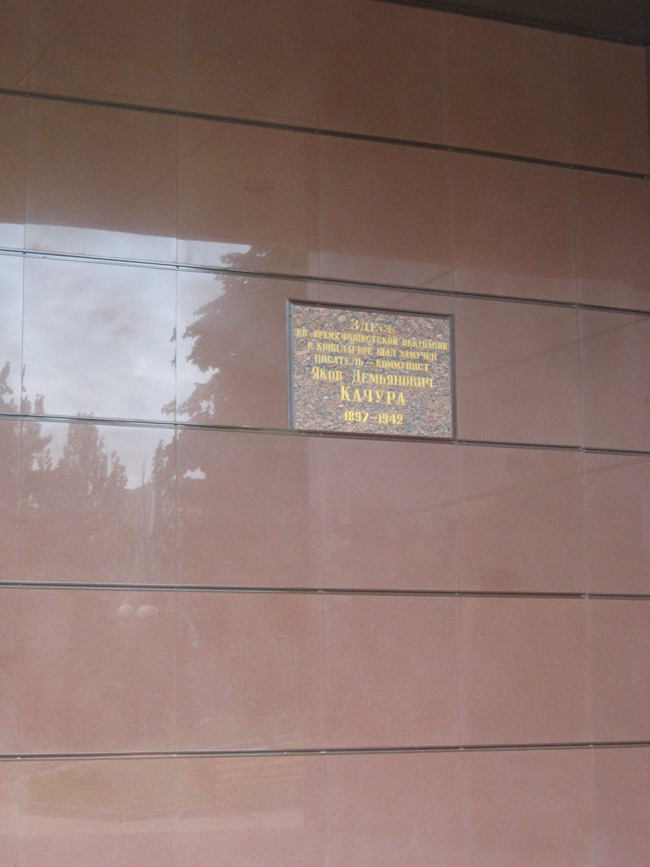 Здесь
во время фашистской оккупации
в концлагере был замучен
писатель – коммунист
Яков Демьянович
Качура
1897–1942